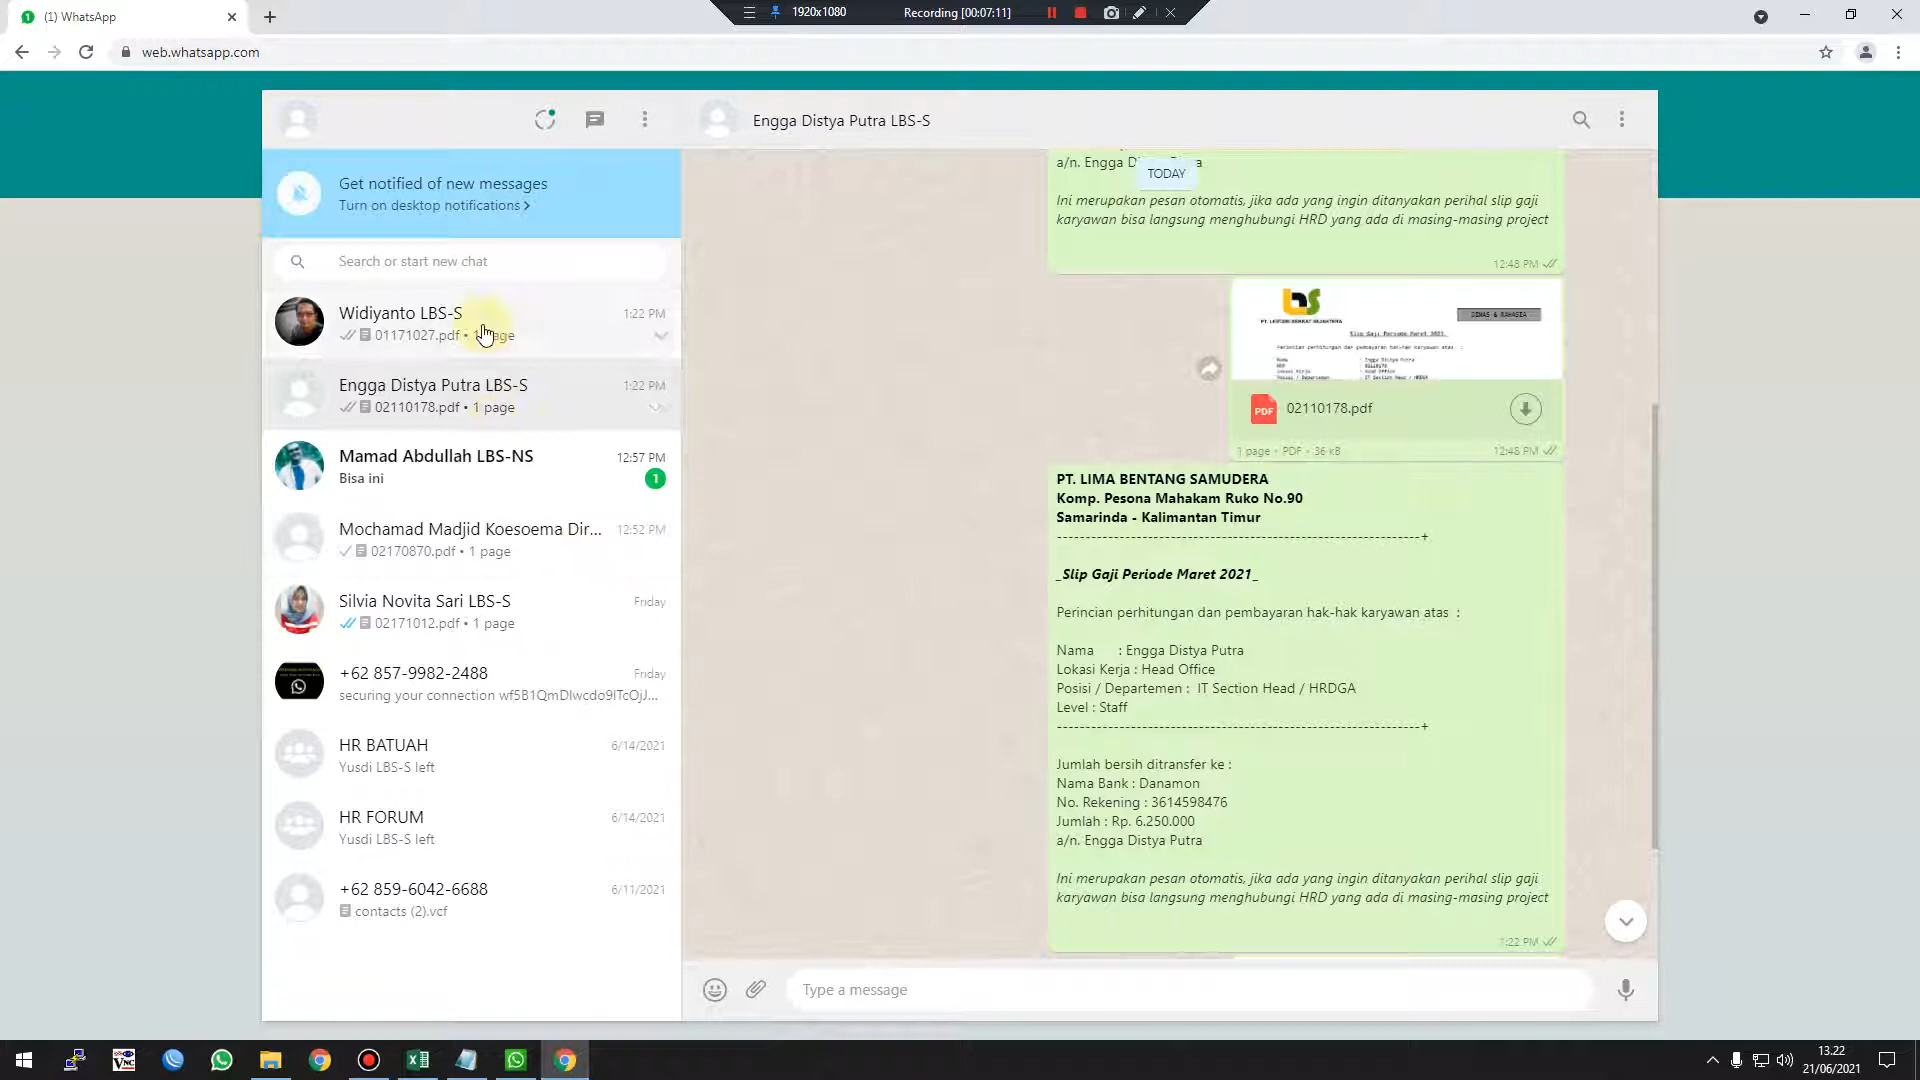 (1) WhatsApp
1920x1080
Recording [00:07:11]
web.whatsapp.com
Engga Distya Putra LBS-S
Get notified of new messages
Turn on desktop notifications
Search or start new chat
Widiyanto LBS-S
1:22 PM
01171027.pdf • 1 page
Engga Distya Putra LBS-S
1:22 PM
02110178.pdf • 1 page
Mamad Abdullah LBS-NS
12:57 PM
Bisa ini
1
Mochamad Madjid Koesoema Dir...
12:52 PM
02170870.pdf • 1 page
Silvia Novita Sari LBS-S
Friday
02171012.pdf • 1 page
+62 857-9982-2488
Friday
securing your connection
HR BATUAH
6/14/2021
Yusdi LBS-S left
HR FORUM
6/14/2021
Yusdi LBS-S left
+62 859-6042-6688
6/11/2021
contacts (2).vcf
a/n. Engga
TODAY
Ini merupakan pesan otomatis, jika ada yang ingin ditanyakan perihal slip gaji
karyawan bisa langsung menghubungi HRD yang ada di masing-masing project
12:48 PM
Slip Gaji Periode Maret 2021
PDF
02110178.pdf
1 page • PDF • 36 kB
12:48 PM
PT. LIMA BENTANG SAMUDERA
Komp. Pesona Mahakam Ruko No.90
Samarinda - Kalimantan Timur
------------------------------------------------------------+
_Slip Gaji Periode Maret 2021_
Perincian perhitungan dan pembayaran hak-hak karyawan atas :
Nama : Engga Distya Putra
Lokasi Kerja : Head Office
Posisi / Departemen : IT Section Head / HRDGA
Level : Staff
------------------------------------------------------------+
Jumlah bersih ditransfer ke :
Nama Bank : Danamon
No. Rekening : 3614598476
Jumlah : Rp. 6.250.000
a/n. Engga Distya Putra
Ini merupakan pesan otomatis, jika ada yang ingin ditanyakan perihal slip gaji
karyawan bisa langsung menghubungi HRD yang ada di masing-masing project
1:22 PM
Type a message
13.22
21/06/2021